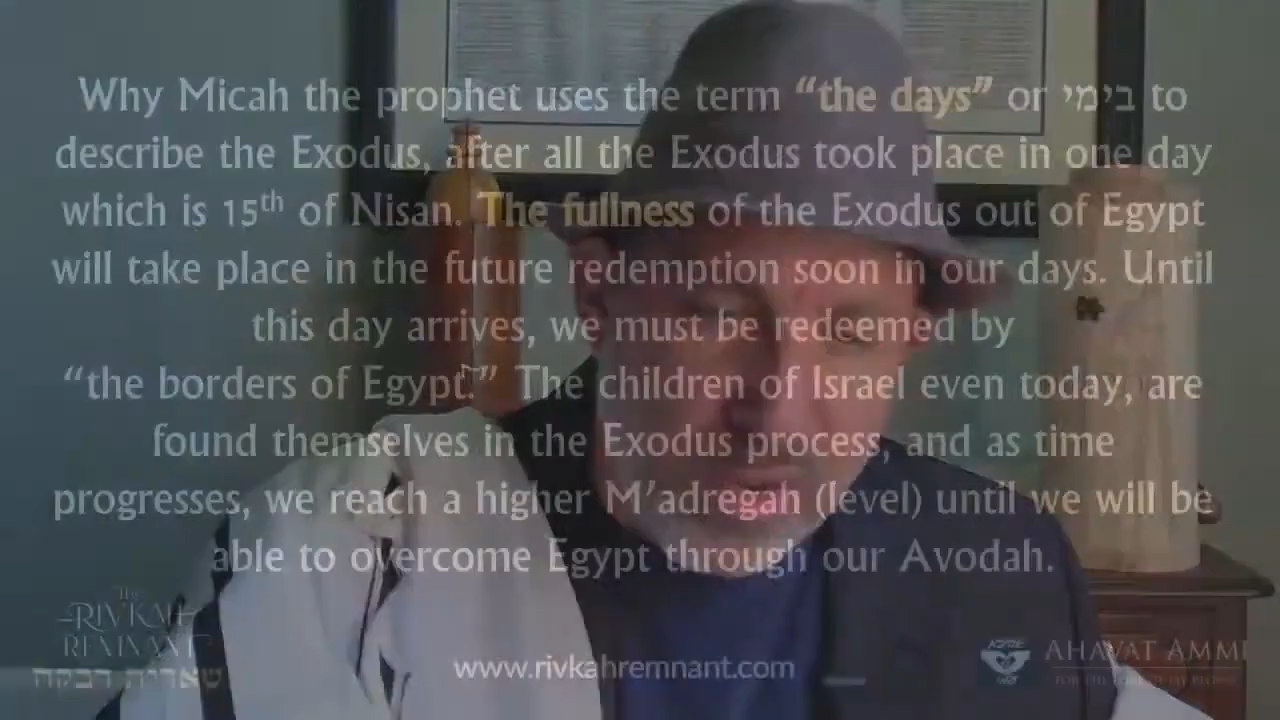 Why Micah the prophet uses the term “the days” or בימי to
describe the Exodus, after all the Exodus took place in one day
which is 15th of Nisan. The fullness of the Exodus out of Egypt
will take place in the future redemption soon in our days. Until
this day arrives, we must be redeemed by
“the borders of Egypt.” The children of Israel even today, are
found themselves in the Exodus process, and as time
progresses, we reach a higher M’adregah (level) until we will be
able to overcome Egypt through our Avodah.
The
RIVKAH
REMNANT
שארית רבקה
www.rivkahremnant.com
AHAVAT AMMI